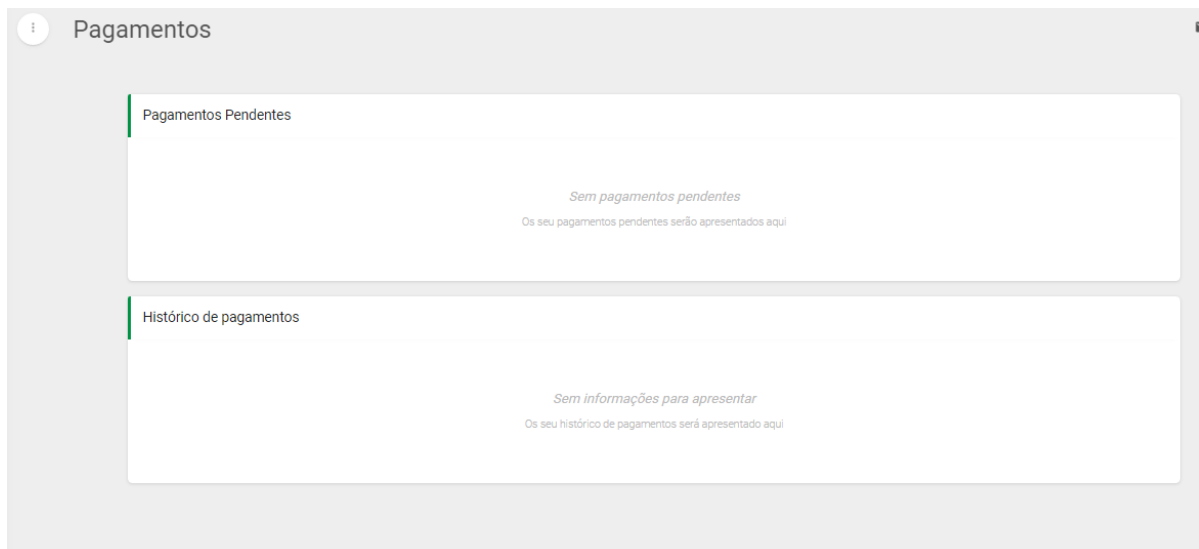 Pagamentos
Pagamentos Pendentes
Sem pagamentos pendentes
Os seu pagamentos pendentes serão apresentados aqui
Histórico de pagamentos
Sem informações para apresentar
Os seu histórico de pagamentos será apresentado aqui